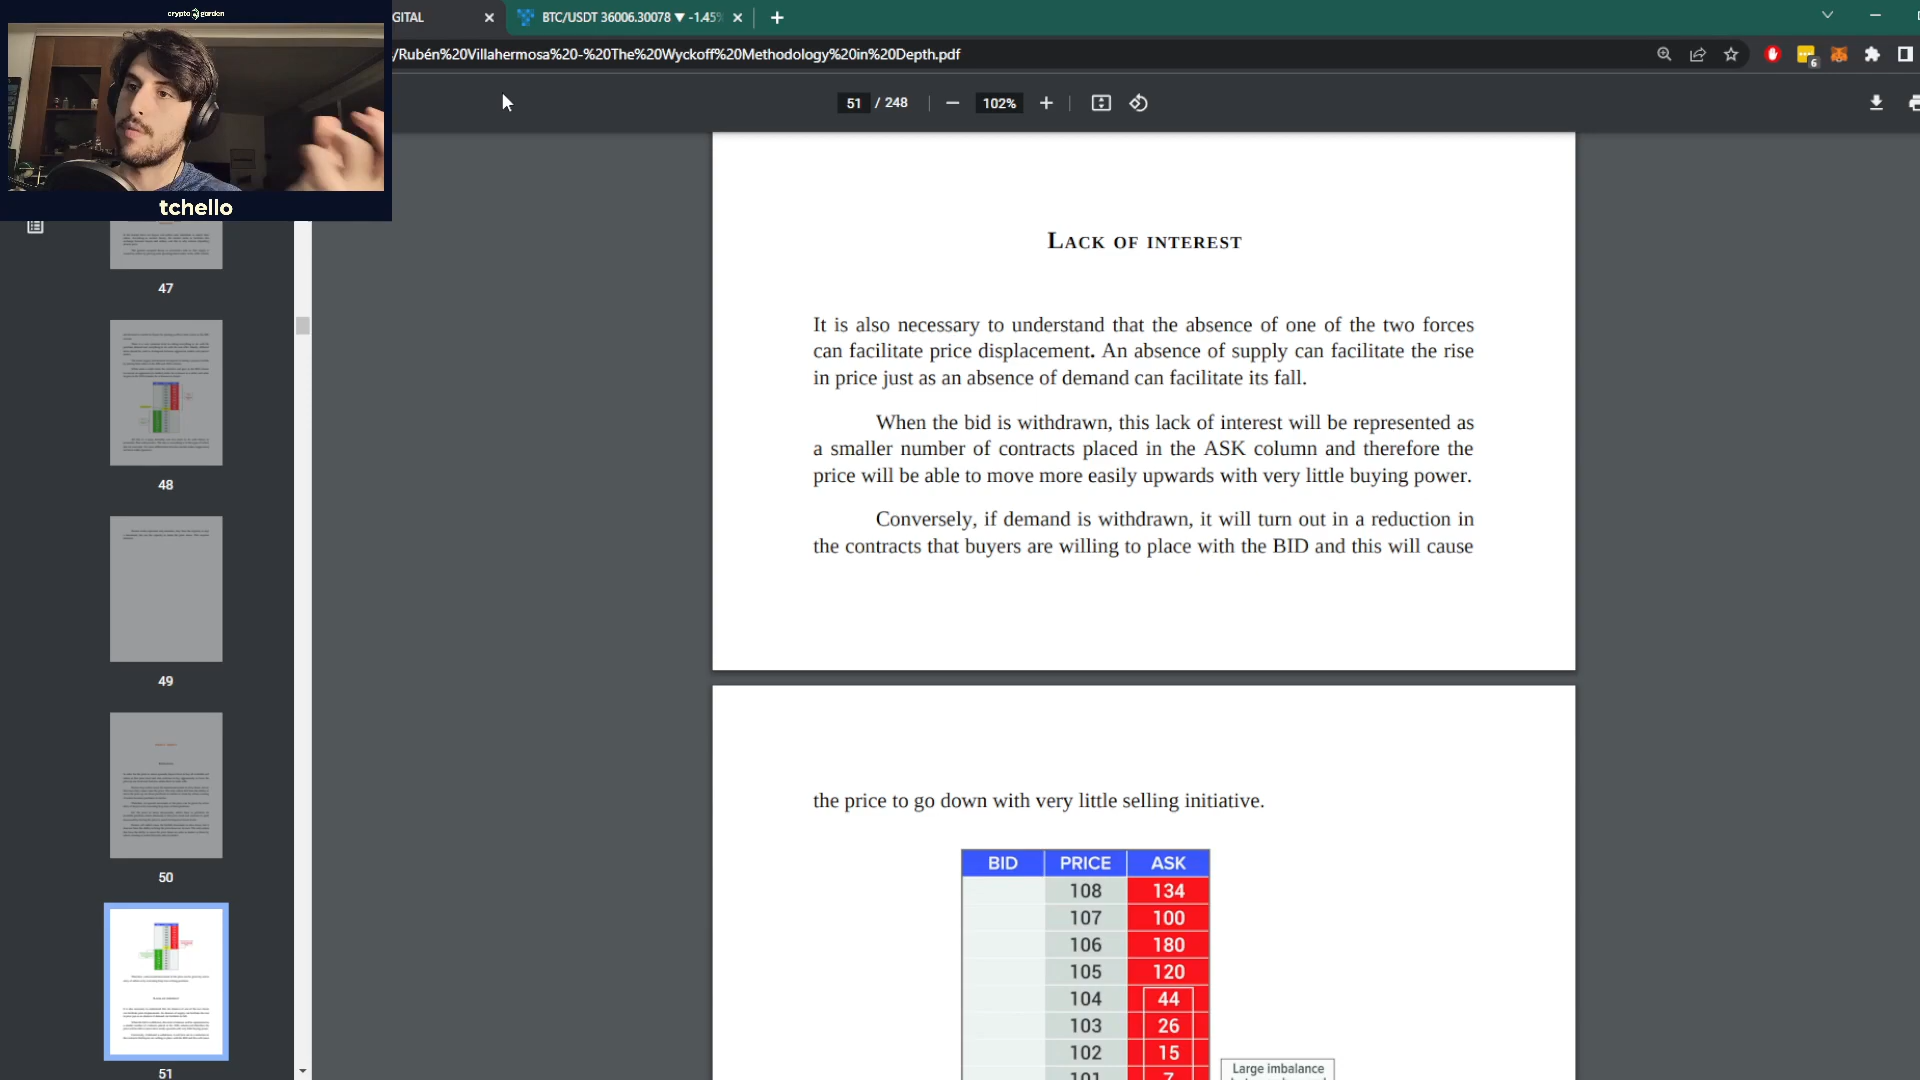 crypto garden
GITAL
BTC/USDT 36006.30078 ▼ -1.45%
/Rubén%20Villahermosa%20-%20The%20Wyckoff%20Methodology%20in%20Depth.pdf
6
51 / 248
102%
tchello
47
48
49
50
51
LACK OF INTEREST
It is also necessary to understand that the absence of one of the two forces
can facilitate price displacement. An absence of supply can facilitate the rise
in price just as an absence of demand can facilitate its fall.
When the bid is withdrawn, this lack of interest will be represented as
a smaller number of contracts placed in the ASK column and therefore the
price will be able to move more easily upwards with very little buying power.
Conversely, if demand is withdrawn, it will turn out in a reduction in
the contracts that buyers are willing to place with the BID and this will cause
the price to go down with very little selling initiative.
BID PRICE ASK
108 134
107 100
106 180
105 120
104 44
103 26
102 15
101 7
Large imbalance